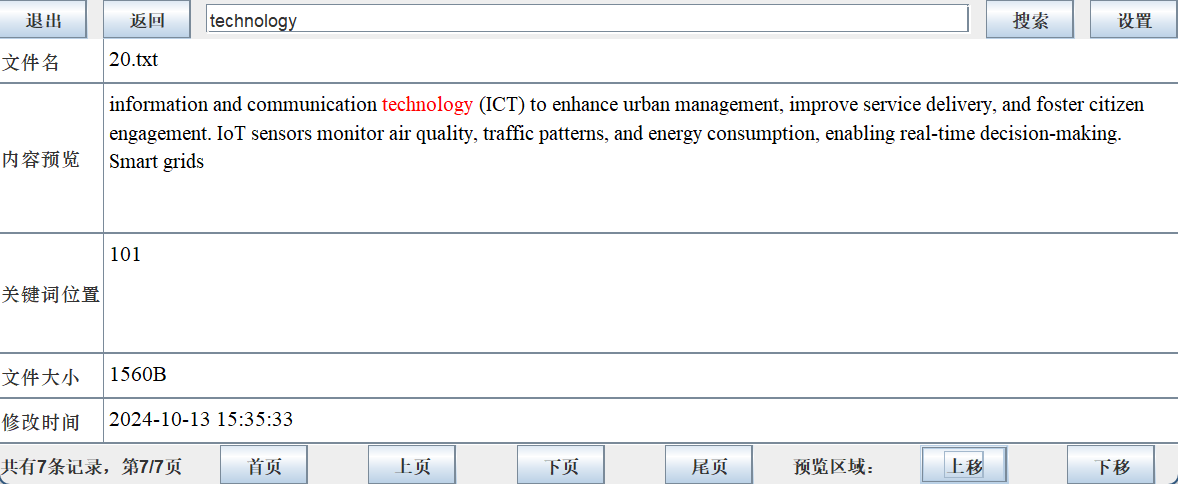 退出 返回 technology 搜索 设置
文件名 20.txt
内容预览 information and communication technology (ICT) to enhance urban management, improve service delivery, and foster citizen
engagement. IoT sensors monitor air quality, traffic patterns, and energy consumption, enabling real-time decision-making.
Smart grids
关键词位置 101
文件大小 1560B
修改时间 2024-10-13 15:35:33
共有7条记录，第7/7页 首页 上页 下页 尾页 预览区域： 上移 下移